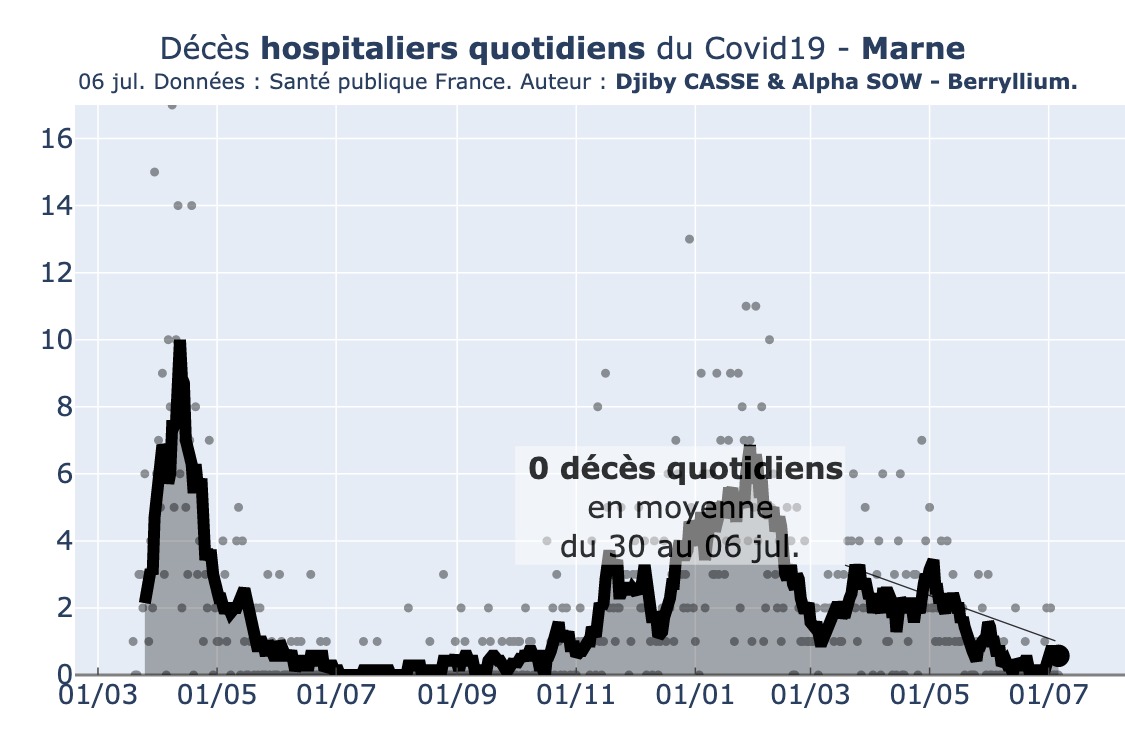 Décès hospitaliers quotidiens du Covid19 - Marne
06 jul. Données : Santé publique France. Auteur : Djiby CASSE & Alpha SOW - Berryllium.
16
14
12
10
8
6
4
2
0
0 décès quotidiens
en moyenne
du 30 au 06 jul.
01/03 01/05 01/07 01/09 01/11 01/01 01/03 01/05 01/07